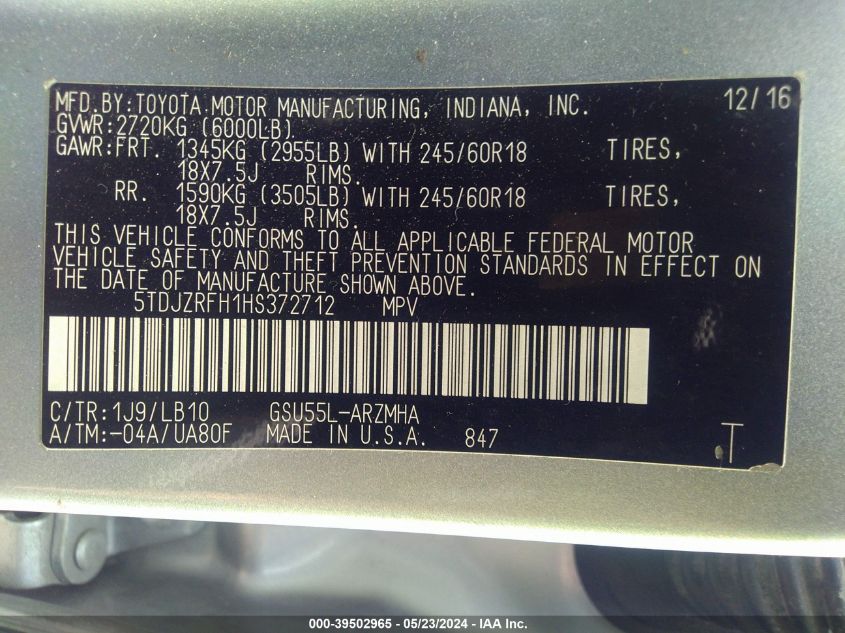 MFD.BY:TOYOTA MOTOR MANUFACTURING, INDIANA, INC. 12/16
GVWR:2720KG (6000LB)
GAWR:FRT. 1345KG (2955LB) WITH 245/60R18 TIRES,
18X7.5J RIMS.
RR. 1590KG (3505LB) WITH 245/60R18 TIRES,
18X7.5J RIMS.
THIS VEHICLE CONFORMS TO ALL APPLICABLE FEDERAL MOTOR
VEHICLE SAFETY AND THEFT PREVENTION STANDARDS IN EFFECT ON
THE DATE OF MANUFACTURE SHOWN ABOVE.
5TDJZRFH1HS372712 MPV
C/TR:1J9/LB10 GSU55L-ARZMHA
A/TM:-04A/UA80F MADE IN U.S.A. 847 T
000-39502965 - 05/23/2024 - IAA Inc.